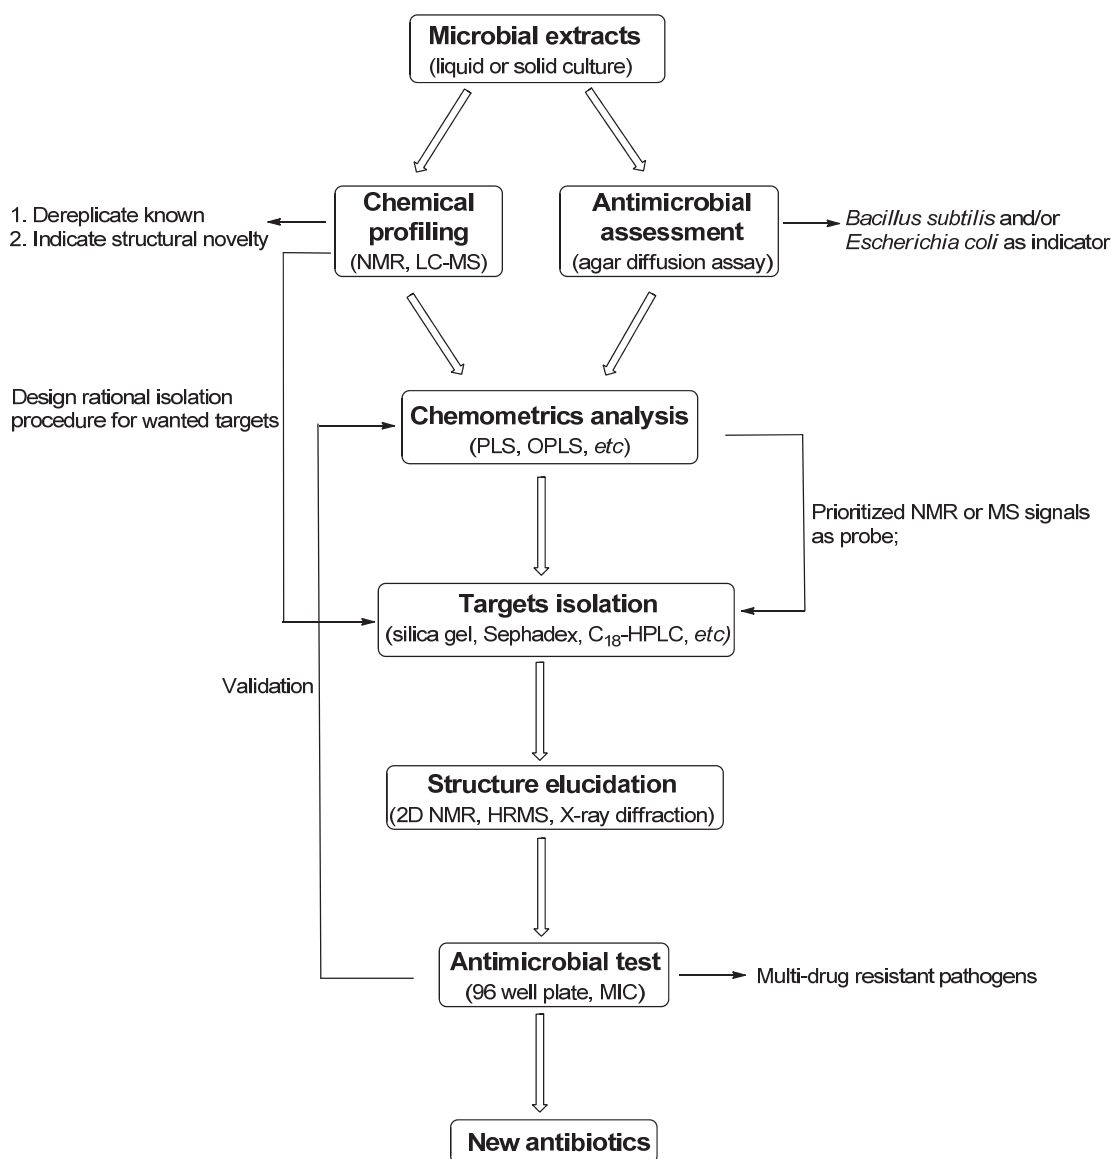 Microbial extracts
(liquid or solid culture)
Chemical
profiling
(NMR, LC-MS)
Antimicrobial
assessment
(agar diffusion assay)
1. Dereplicate known
2. Indicate structural novelty
Bacillus subtilis and/or
Escherichia coli as indicator
Design rational isolation
procedure for wanted targets
Chemometrics analysis
(PLS, OPLS, etc)
Prioritized NMR or MS signals
as probe;
Targets isolation
(silica gel, Sephadex, C18-HPLC, etc)
Validation
Structure elucidation
(2D NMR, HRMS, X-ray diffraction)
Antimicrobial test
(96 well plate, MIC)
Multi-drug resistant pathogens
New antibiotics